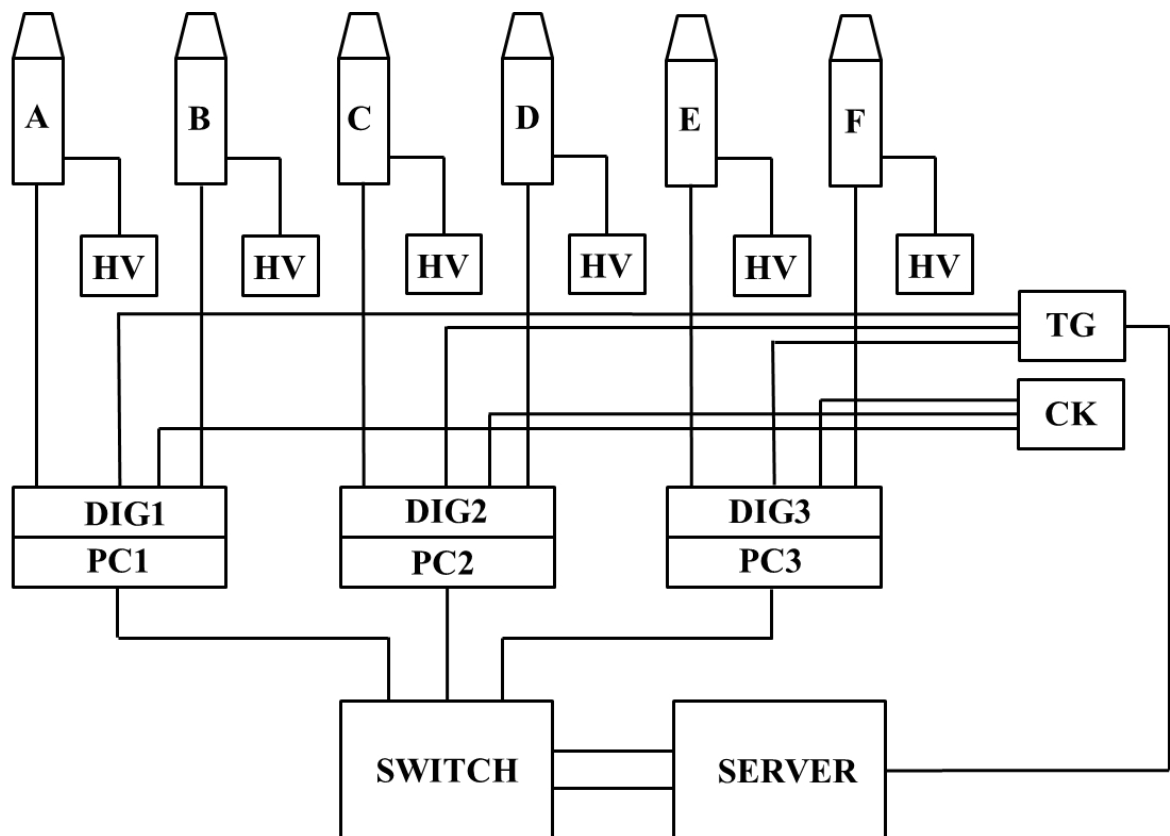 A
B
C
D
E
F
HV
HV
HV
HV
HV
HV
TG
CK
DIG1
DIG2
DIG3
PC1
PC2
PC3
SWITCH
SERVER